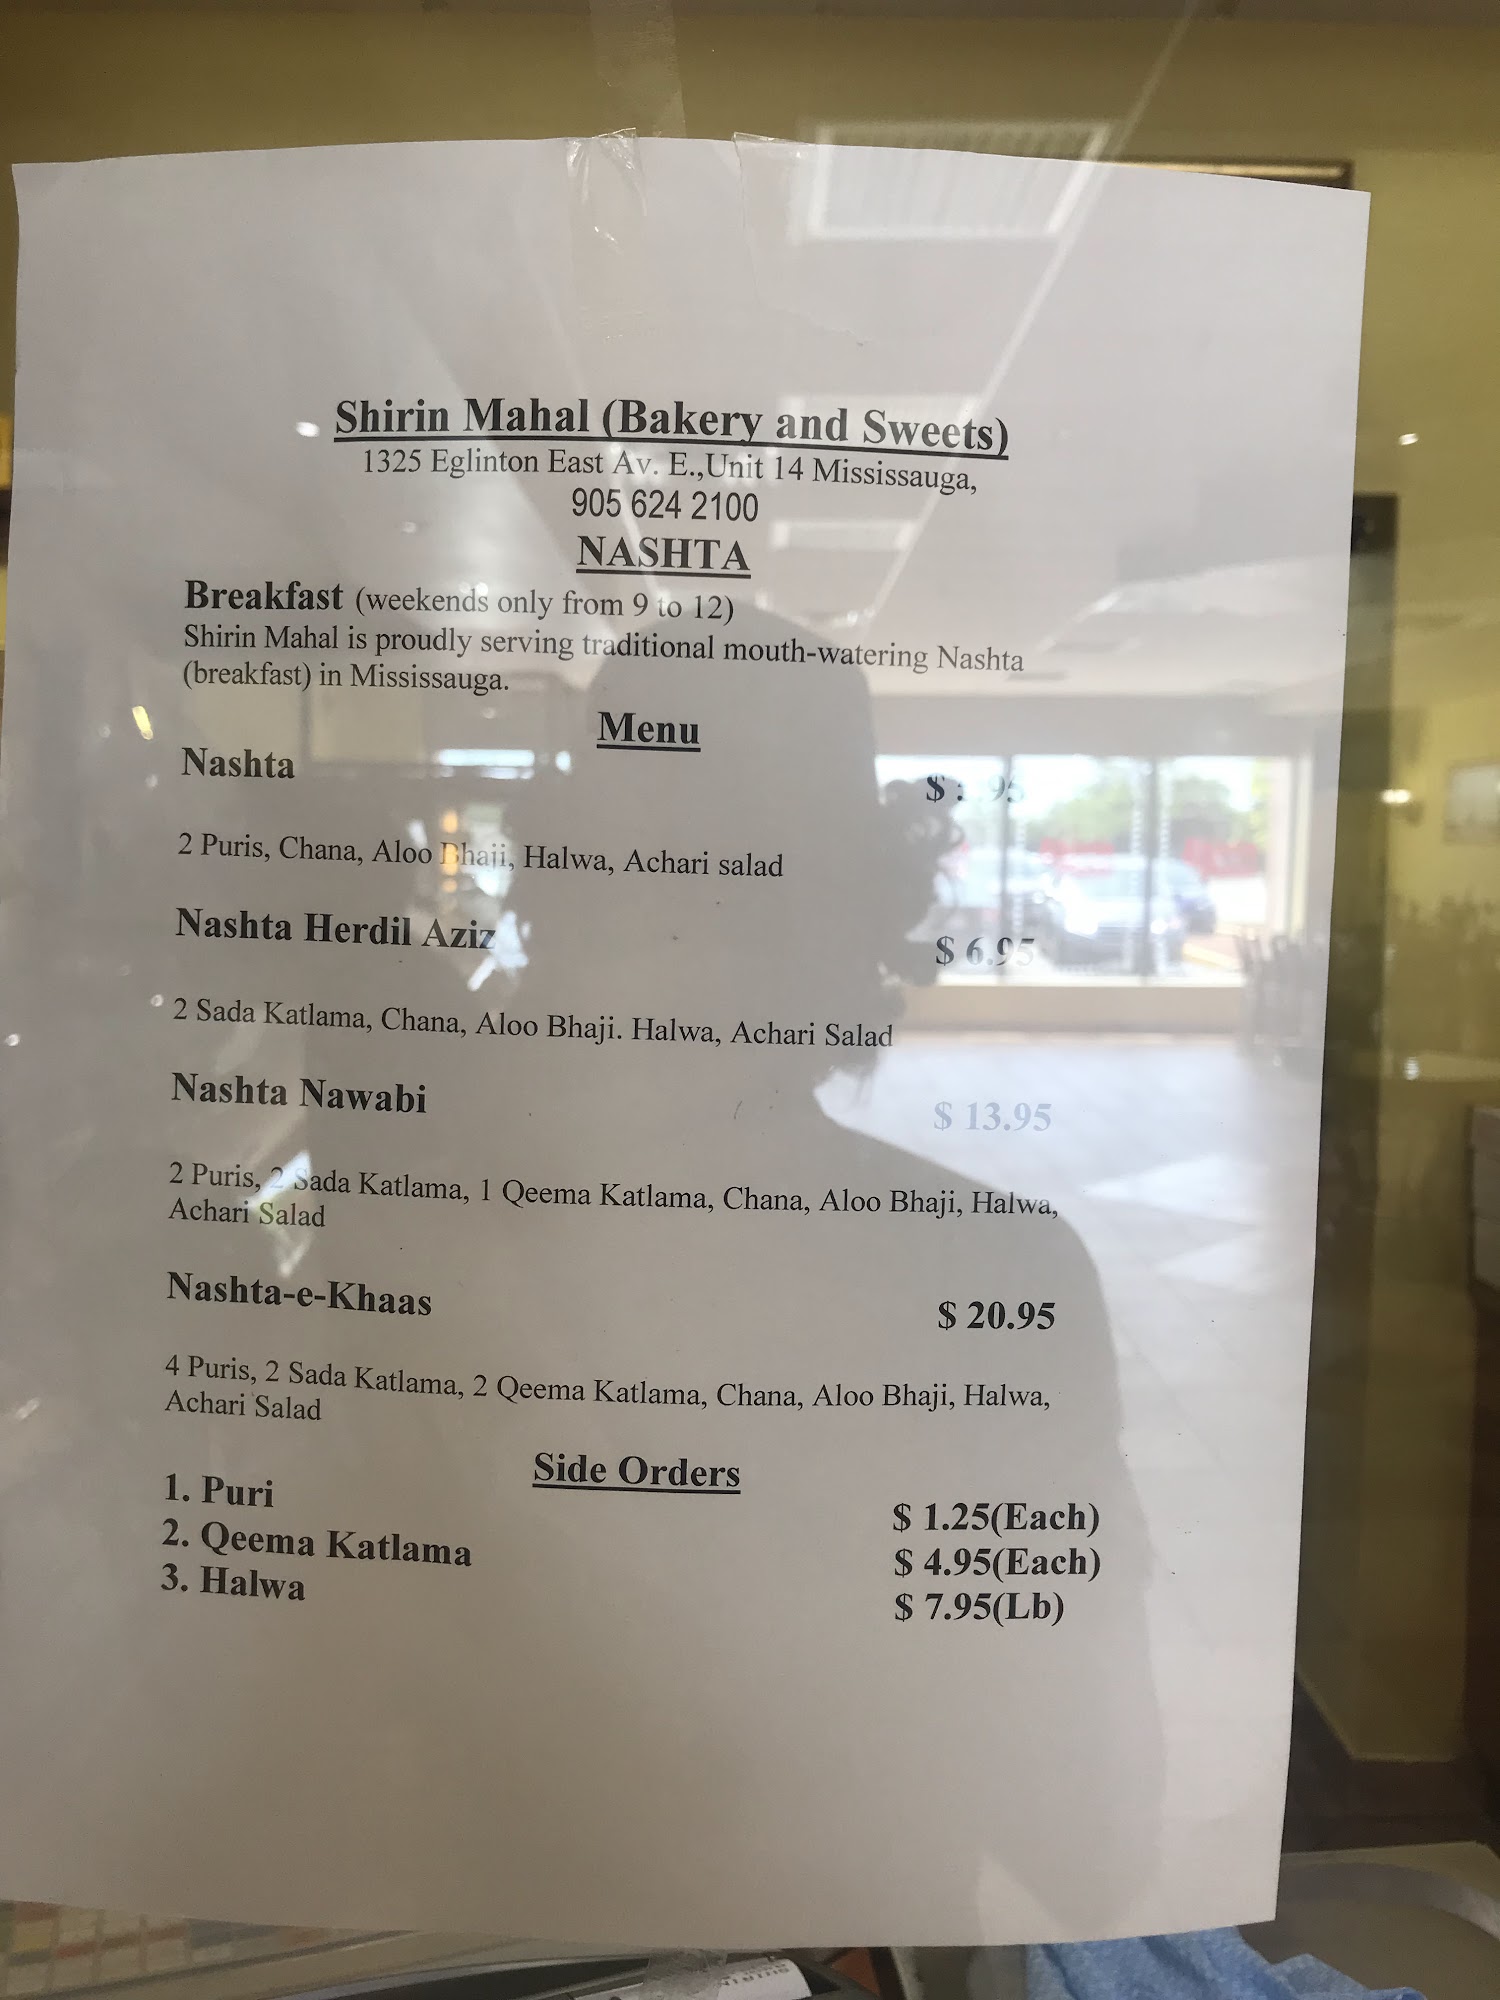 Shirin Mahal (Bakery and Sweets)
1325 Eglinton East Av. E.,Unit 14 Mississauga,
905 624 2100
NASHTA
Breakfast (weekends only from 9 to 12)
Shirin Mahal is proudly serving traditional mouth-watering Nashta
(breakfast) in Mississauga.
Menu
Nashta
2 Puris, Chana, Aloo Bhaji, Halwa, Achari salad
Nashta Herdil Aziz $ 6.95
2 Sada Katlama, Chana, Aloo Bhaji. Halwa, Achari Salad
Nashta Nawabi $ 13.95
2 Puris, 2 Sada Katlama, 1 Qeema Katlama, Chana, Aloo Bhaji, Halwa,
Achari Salad
Nashta-e-Khaas $ 20.95
4 Puris, 2 Sada Katlama, 2 Qeema Katlama, Chana, Aloo Bhaji, Halwa,
Achari Salad
Side Orders
1. Puri $ 1.25(Each)
2. Qeema Katlama $ 4.95(Each)
3. Halwa $ 7.95(Lb)